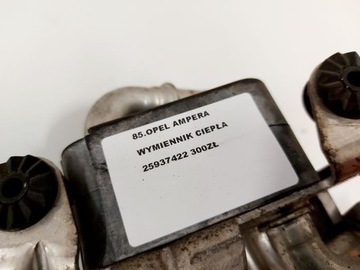 85.OPEL AMPERA
WYMIENNIK CIEPŁA
25937422 300ZŁ